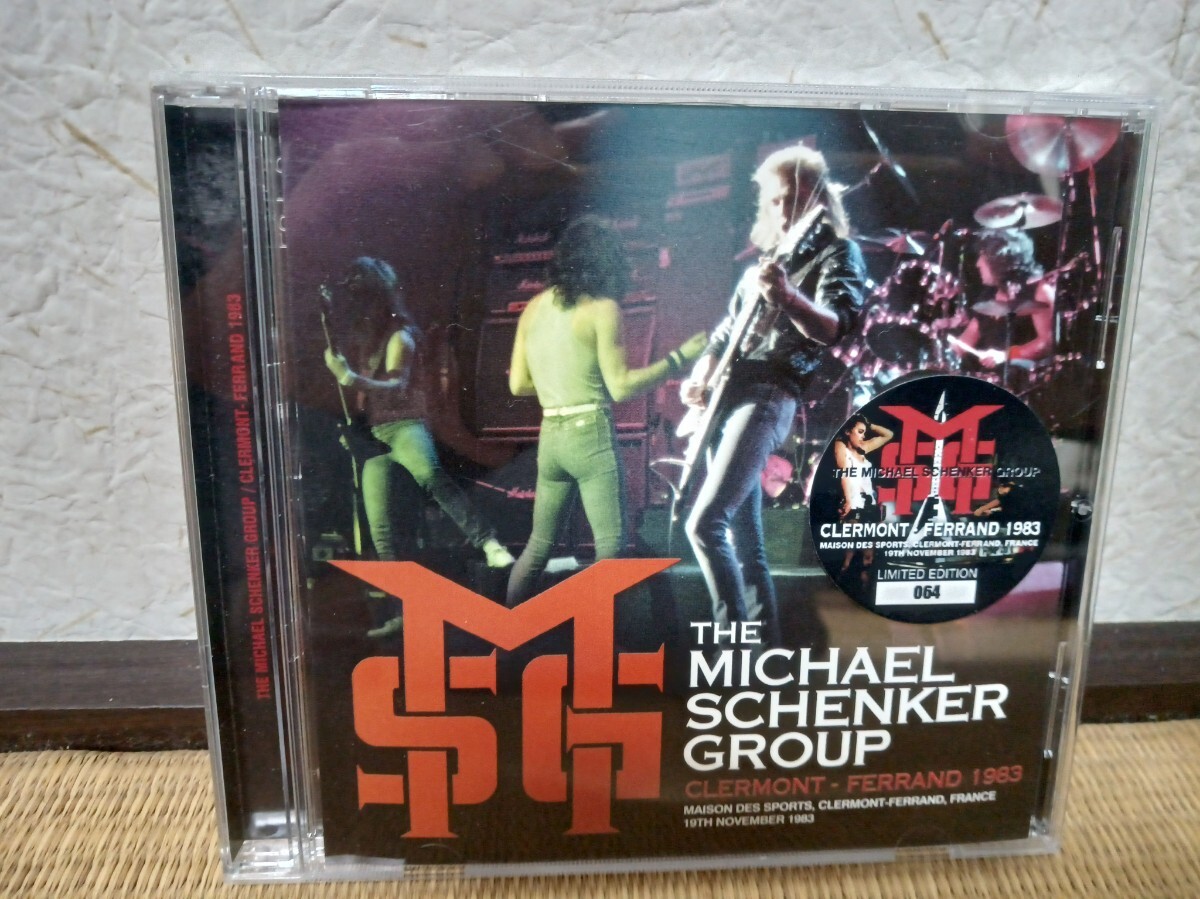 THE MICHAEL SCHENKER GROUP / CLERMONT-FERRAND 1983
MSG
THE MICHAEL SCHENKER GROUP
CLERMONT - FERRAND 1983
MAISON DES SPORTS, CLERMONT-FERRAND, FRANCE
19TH NOVEMBER 1983
LIMITED EDITION
064
MSG
THE
MICHAEL
SCHENKER
GROUP
CLERMONT - FERRAND 1983
MAISON DES SPORTS, CLERMONT-FERRAND, FRANCE
19TH NOVEMBER 1983